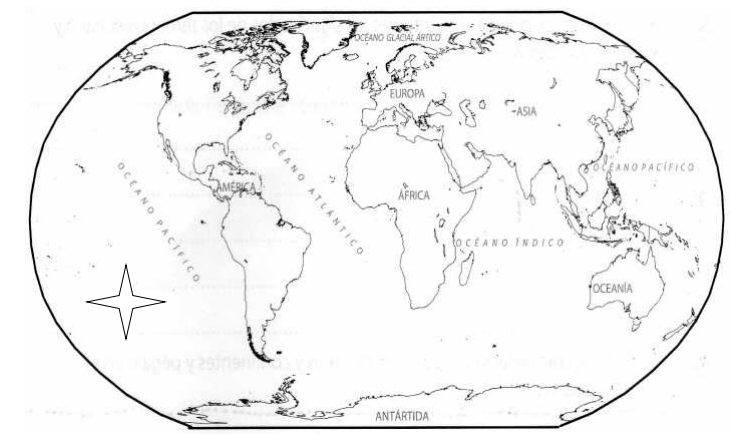 OCÉANO GLACIAL ÁRTICO
EUROPA
ASIA
OCÉANO PACÍFICO
OCÉANO ATLÁNTICO
OCÉANO PACÍFICO
AMÉRICA
ÁFRICA
OCÉANO ÍNDICO
OCEANÍA
ANTÁRTIDA